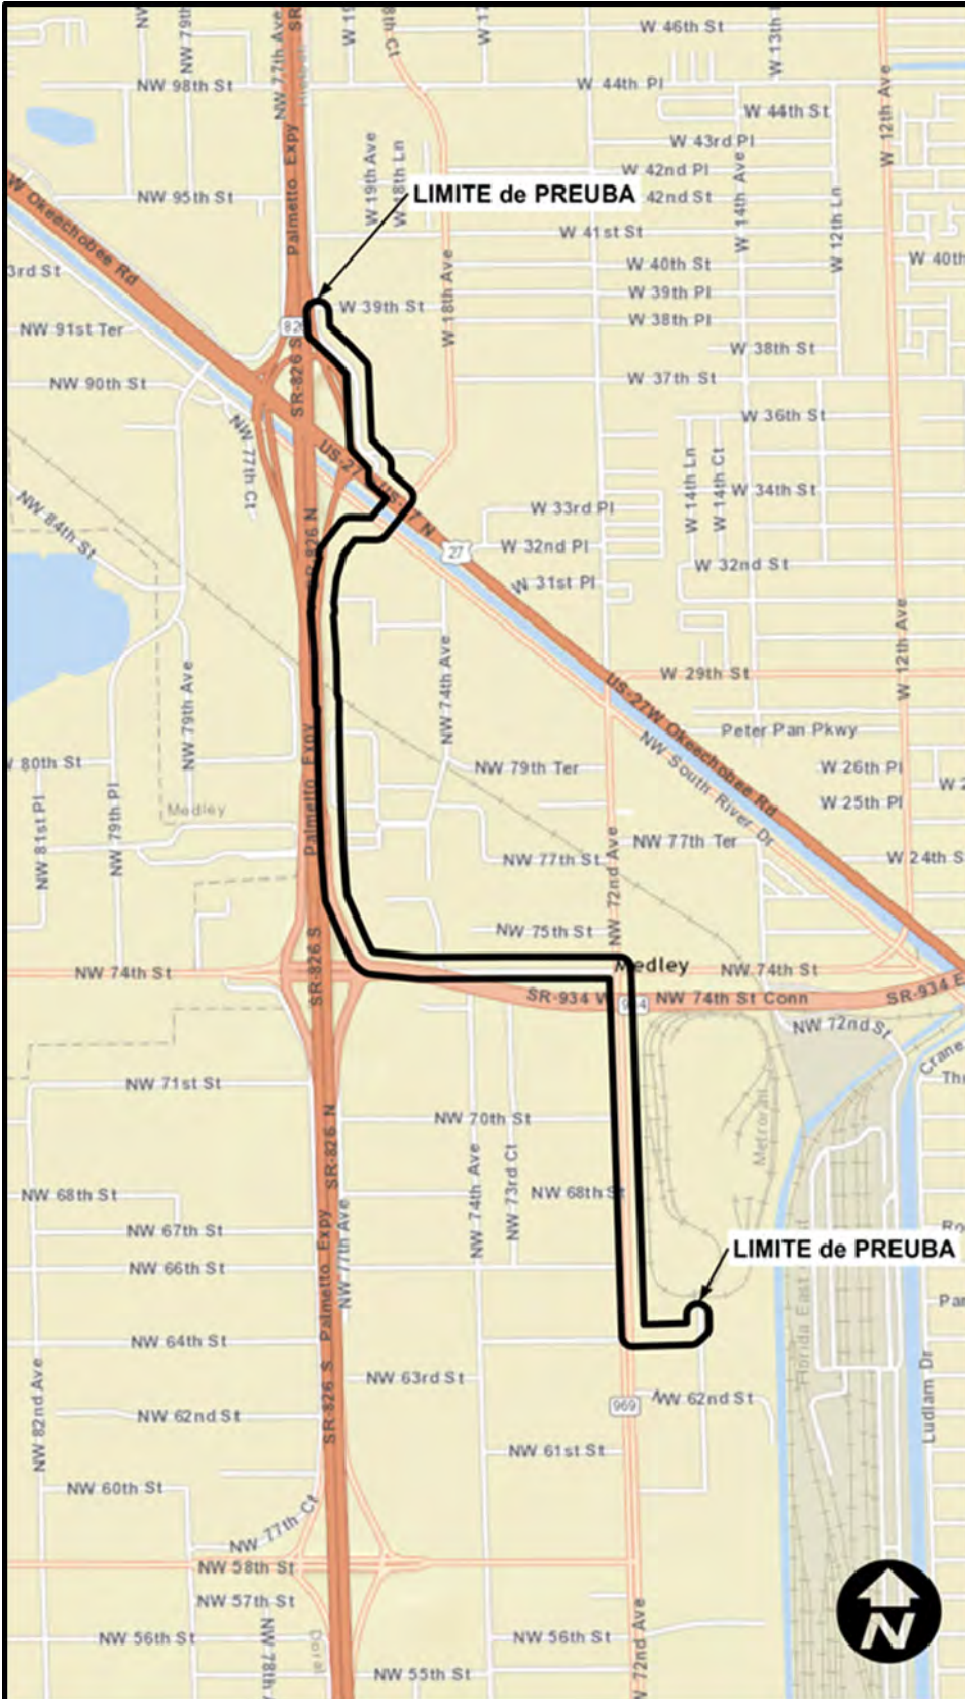 W 46th St
NW 79th
NW 77th Ave
SR
W 13th
NW 98th St
W 44th Pl
W 12th Ave
W 44th St
W 43rd Pl
Palmetto Expy
W 19th Ave
W 18th Ln
W 42nd Pl
W 14th Ave
NW 95th St
LIMITE de PREUBA
42nd St
W 12th Ln
W Okeechobee Rd
W 41st St
3rd St
W 40th St
W 40th
W 39th Pl
W 39th St
W 18th Ave
NW 91st Ter
W 38th Pl
W 38th St
SR-826 S
NW 90th St
W 37th St
NW 77th Ct
W 36th St
US-27
W 14th Ln
W 14th Ct
W 34th St
NW 84th St
W 33rd Pl
27
W 32nd Pl
W 32nd St
W 31st Pl
W 12th Ave
NW 79th Ave
NW 74th Ave
W 29th St
US-27
W Okeechobee Rd
Peter Pan Pkwy
NW South River Dr
80th St
NW 79th Ter
W 26th Pl
W 25th Pl
Palmetto Expy
Medley
NW 81st Pl
NW 79th Pl
NW 72nd Ave
NW 77th Ter
NW 77th St
W 24th S
NW 75th St
SR-826 S
NW 74th St
Medley
NW 74th St
SR-934 W
NW 74th St Conn
SR-934 E
NW 72nd St
Crane
NW 71st St
SR-826 N
NW 70th St
Metrorail
NW 74th Ave
NW 73rd Ct
NW 68th St
NW 68th St
NW 67th St
NW 77th Ave
Palmetto Expy
LIMITE de PREUBA
NW 66th St
Florida East
NW 64th St
SR-826 S
NW 63rd St
NW 82nd Ave
NW 62nd St
969
NW 62nd St
Ludlam Dr
NW 61st St
NW 60th St
NW 77th Ct
NW 58th St
NW 57th St
NW 78th
Doral
NW 56th St
NW 56th St
72nd Ave
NW 55th St
N